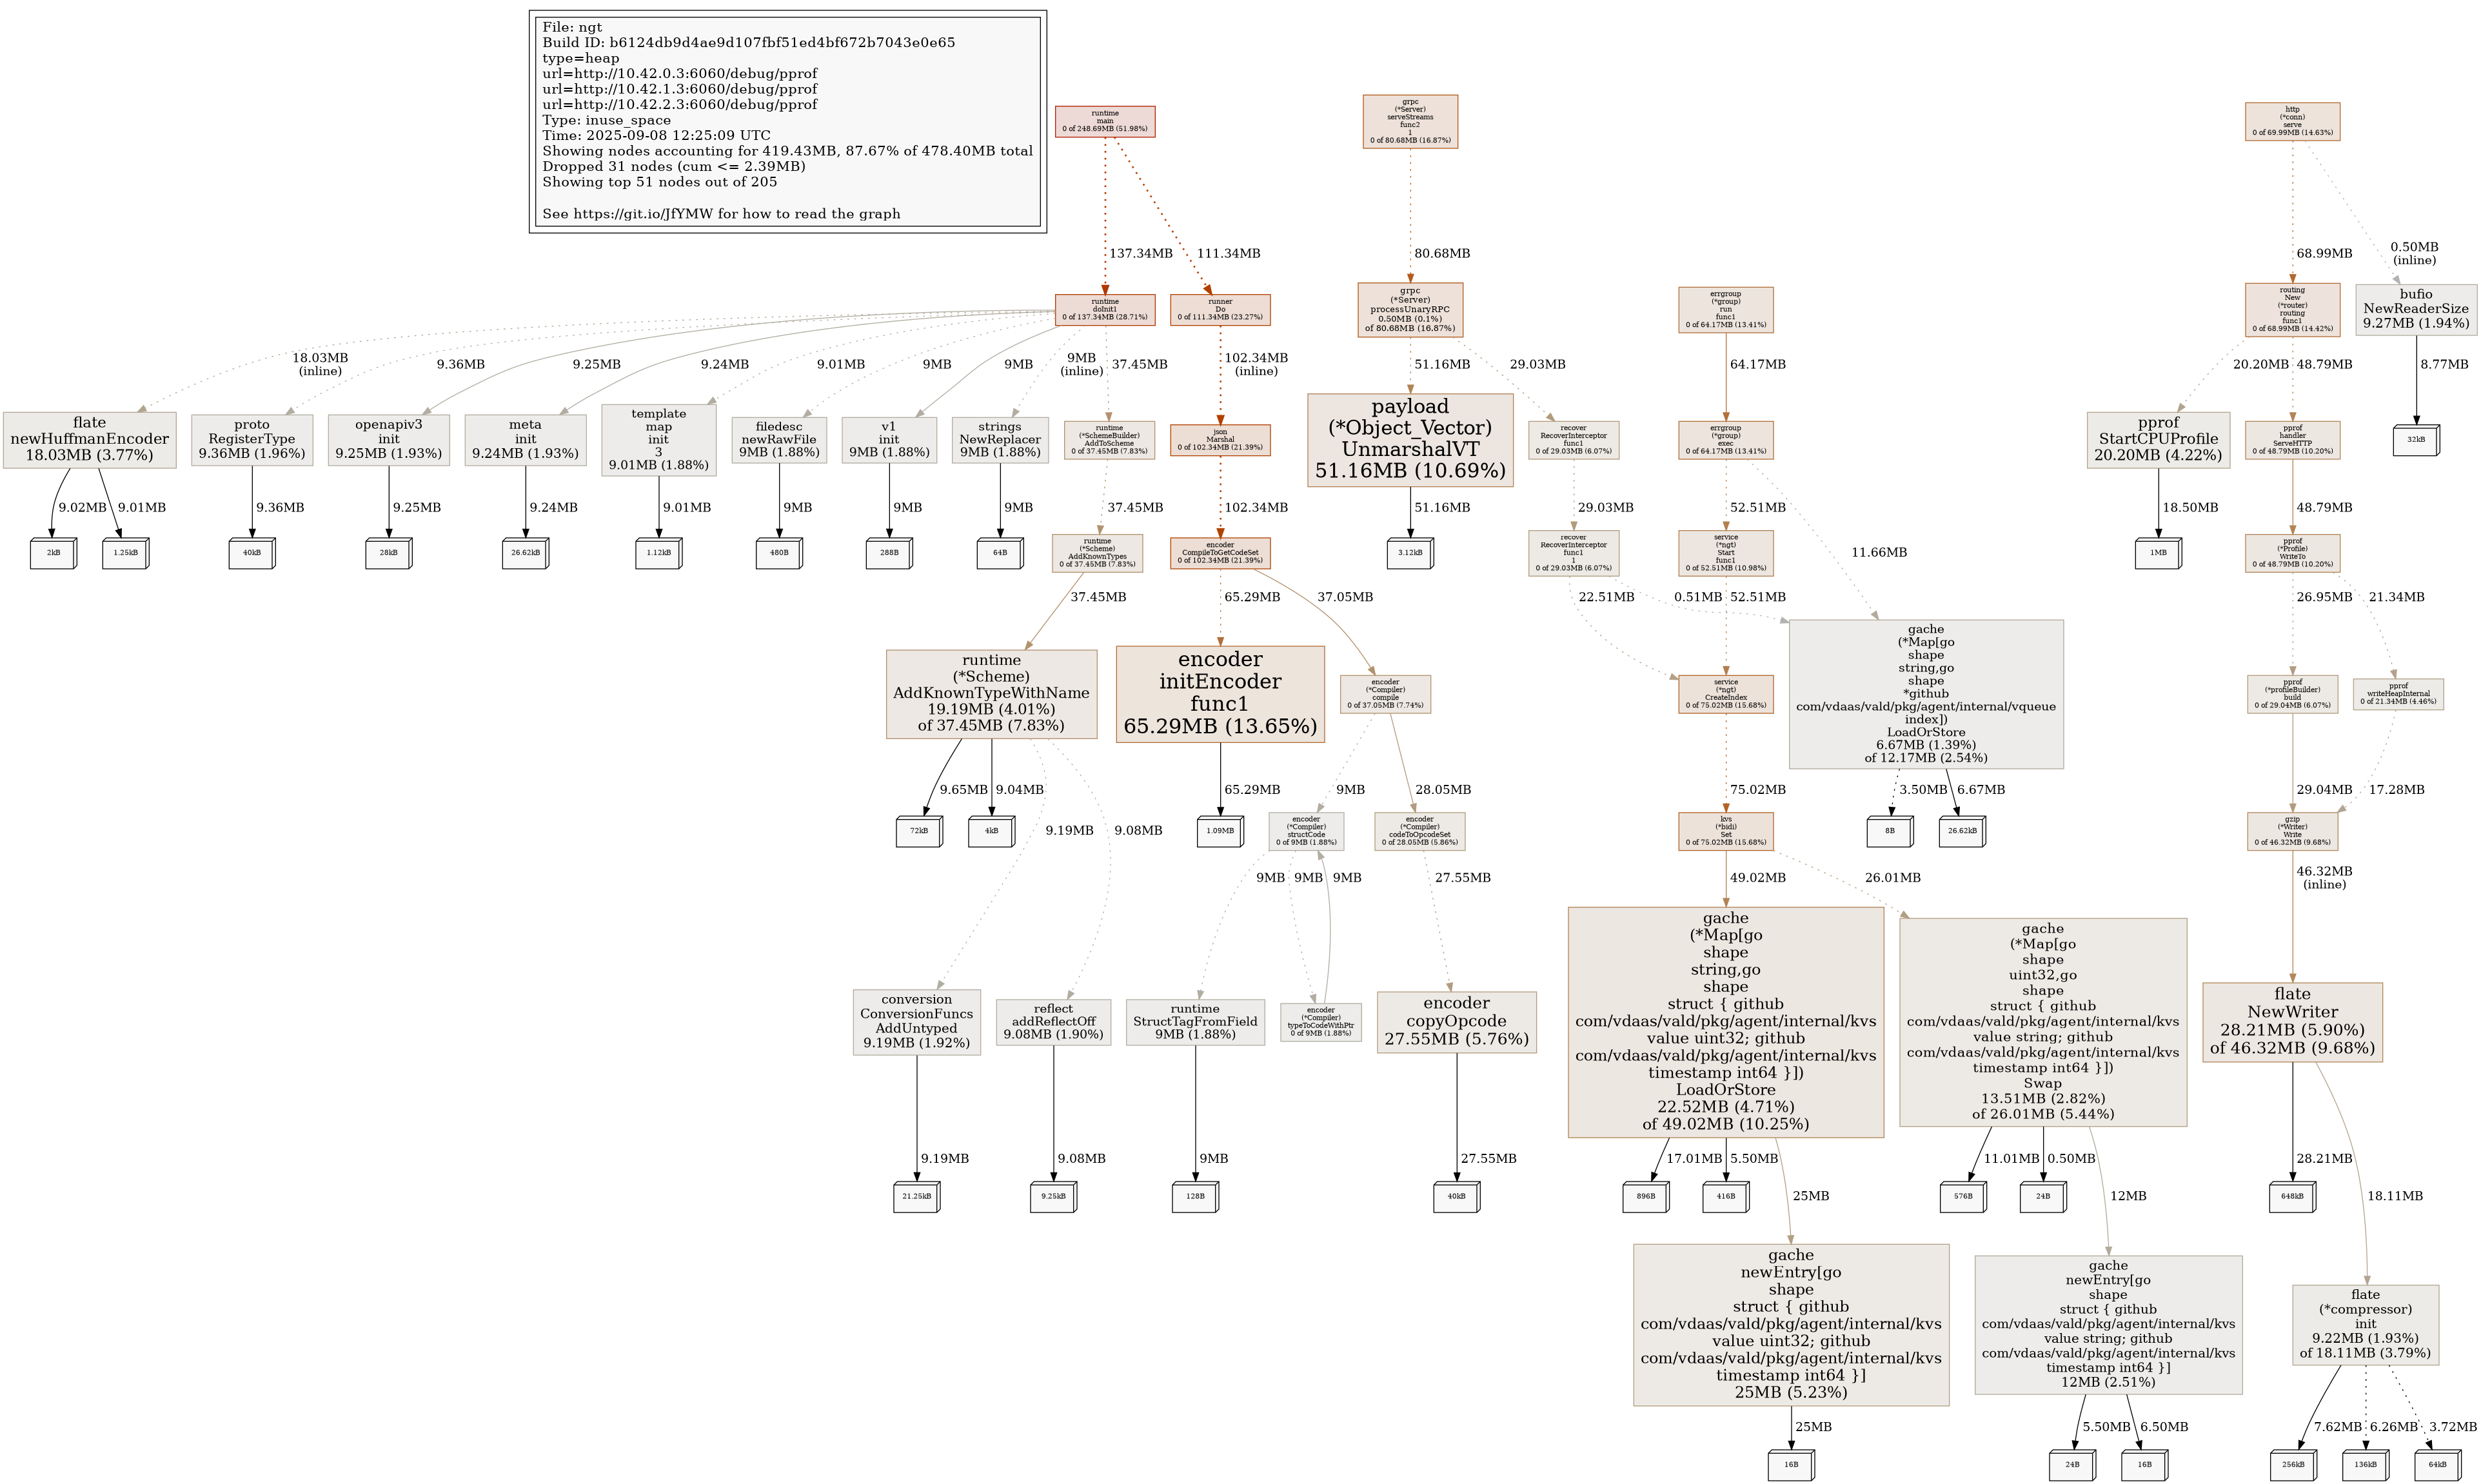 File: ngt
Build ID: b6124db9d4ae9d107fbf51ed4bf672b7043e0e65
type=heap
url=http://10.42.0.3:6060/debug/pprof
url=http://10.42.1.3:6060/debug/pprof
url=http://10.42.2.3:6060/debug/pprof
Type: inuse_space
Time: 2025-09-08 12:25:09 UTC
Showing nodes accounting for 419.43MB, 87.67% of 478.40MB total
Dropped 31 nodes (cum <= 2.39MB)
Showing top 51 nodes out of 205
See https://git.io/JfYMW for how to read the graph
runtime
main
0 of 248.69MB (51.98%)
grpc
(*Server)
serveStreams
func2
1
0 of 80.68MB (16.87%)
http
(*conn)
serve
0 of 69.99MB (14.63%)
137.34MB
111.34MB
80.68MB
68.99MB
0.50MB
(inline)
runtime
doInit1
0 of 137.34MB (28.71%)
runner
Do
0 of 111.34MB (23.27%)
grpc
(*Server)
processUnaryRPC
0.50MB (0.1%)
of 80.68MB (16.87%)
errgroup
(*group)
run
func1
0 of 64.17MB (13.41%)
routing
New
(*router)
routing
func1
0 of 68.99MB (14.42%)
bufio
NewReaderSize
9.27MB (1.94%)
18.03MB
(inline)
9.36MB
9.25MB
9.24MB
9.01MB
9MB
9MB
9MB
(inline)
37.45MB
102.34MB
(inline)
51.16MB
29.03MB
64.17MB
20.20MB
48.79MB
8.77MB
flate
newHuffmanEncoder
18.03MB (3.77%)
proto
RegisterType
9.36MB (1.96%)
openapiv3
init
9.25MB (1.93%)
meta
init
9.24MB (1.93%)
template
map
init
3
9.01MB (1.88%)
filedesc
newRawFile
9MB (1.88%)
v1
init
9MB (1.88%)
strings
NewReplacer
9MB (1.88%)
runtime
(*SchemeBuilder)
AddToScheme
0 of 37.45MB (7.83%)
json
Marshal
0 of 102.34MB (21.39%)
payload
(*Object_Vector)
UnmarshalVT
51.16MB (10.69%)
recover
RecoverInterceptor
func1
0 of 29.03MB (6.07%)
errgroup
(*group)
exec
0 of 64.17MB (13.41%)
pprof
StartCPUProfile
20.20MB (4.22%)
pprof
handler
ServeHTTP
0 of 48.79MB (10.20%)
32kB
9.02MB
9.01MB
9.36MB
9.25MB
9.24MB
9.01MB
9MB
9MB
9MB
37.45MB
102.34MB
51.16MB
29.03MB
52.51MB
11.66MB
18.50MB
48.79MB
2kB
1.25kB
40kB
28kB
26.62kB
1.12kB
480B
288B
64B
runtime
(*Scheme)
AddKnownTypes
0 of 37.45MB (7.83%)
encoder
CompileToGetCodeSet
0 of 102.34MB (21.39%)
3.12kB
recover
RecoverInterceptor
func1
1
0 of 29.03MB (6.07%)
service
(*ngt)
Start
func1
0 of 52.51MB (10.98%)
1MB
pprof
(*Profile)
WriteTo
0 of 48.79MB (10.20%)
37.45MB
65.29MB
37.05MB
22.51MB
0.51MB
52.51MB
26.95MB
21.34MB
runtime
(*Scheme)
AddKnownTypeWithName
19.19MB (4.01%)
of 37.45MB (7.83%)
encoder
initEncoder
func1
65.29MB (13.65%)
encoder
(*Compiler)
compile
0 of 37.05MB (7.74%)
service
(*ngt)
CreateIndex
0 of 75.02MB (15.68%)
gache
(*Map[go
shape
string,go
shape
*github
com/vdaas/vald/pkg/agent/internal/vqueue
index])
LoadOrStore
6.67MB (1.39%)
of 12.17MB (2.54%)
pprof
(*profileBuilder)
build
0 of 29.04MB (6.07%)
pprof
writeHeapInternal
0 of 21.34MB (4.46%)
9.65MB
9.04MB
9.19MB
9.08MB
65.29MB
9MB
28.05MB
75.02MB
3.50MB
6.67MB
29.04MB
17.28MB
72kB
4kB
1.09MB
encoder
(*Compiler)
structCode
0 of 9MB (1.88%)
encoder
(*Compiler)
codeToOpcodeSet
0 of 28.05MB (5.86%)
kvs
(*bidi)
Set
0 of 75.02MB (15.68%)
8B
26.62kB
gzip
(*Writer)
Write
0 of 46.32MB (9.68%)
9MB
9MB
9MB
27.55MB
49.02MB
26.01MB
46.32MB
(inline)
conversion
ConversionFuncs
AddUntyped
9.19MB (1.92%)
reflect
addReflectOff
9.08MB (1.90%)
runtime
StructTagFromField
9MB (1.88%)
encoder
(*Compiler)
typeToCodeWithPtr
0 of 9MB (1.88%)
encoder
copyOpcode
27.55MB (5.76%)
gache
(*Map[go
shape
string,go
shape
struct { github
com/vdaas/vald/pkg/agent/internal/kvs
value uint32; github
com/vdaas/vald/pkg/agent/internal/kvs
timestamp int64 }])
LoadOrStore
22.52MB (4.71%)
of 49.02MB (10.25%)
gache
(*Map[go
shape
uint32,go
shape
struct { github
com/vdaas/vald/pkg/agent/internal/kvs
value string; github
com/vdaas/vald/pkg/agent/internal/kvs
timestamp int64 }])
Swap
13.51MB (2.82%)
of 26.01MB (5.44%)
flate
NewWriter
28.21MB (5.90%)
of 46.32MB (9.68%)
9.19MB
9.08MB
9MB
27.55MB
17.01MB
5.50MB
25MB
11.01MB
0.50MB
12MB
28.21MB
18.11MB
21.25kB
9.25kB
128B
40kB
896B
416B
576B
24B
648kB
gache
newEntry[go
shape
struct { github
com/vdaas/vald/pkg/agent/internal/kvs
value uint32; github
com/vdaas/vald/pkg/agent/internal/kvs
timestamp int64 }]
25MB (5.23%)
gache
newEntry[go
shape
struct { github
com/vdaas/vald/pkg/agent/internal/kvs
value string; github
com/vdaas/vald/pkg/agent/internal/kvs
timestamp int64 }]
12MB (2.51%)
flate
(*compressor)
init
9.22MB (1.93%)
of 18.11MB (3.79%)
25MB
5.50MB
6.50MB
7.62MB
6.26MB
3.72MB
16B
24B
16B
256kB
136kB
64kB